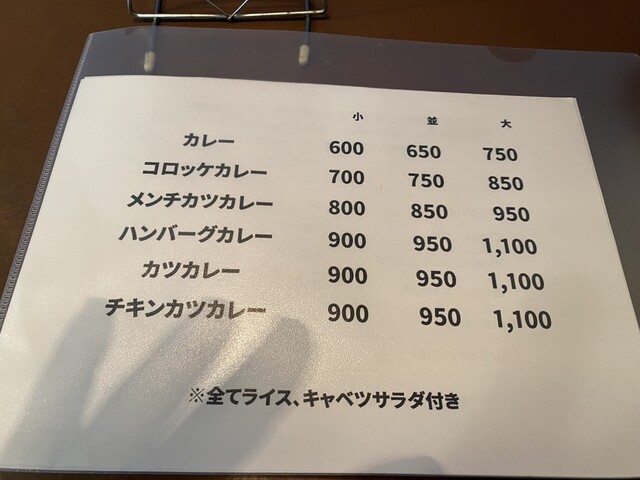 小 並 大
カレー 600 650 750
コロッケカレー 700 750 850
メンチカツカレー 800 850 950
ハンバーグカレー 900 950 1,100
カツカレー 900 950 1,100
チキンカツカレー 900 950 1,100
※全てライス、キャベツサラダ付き